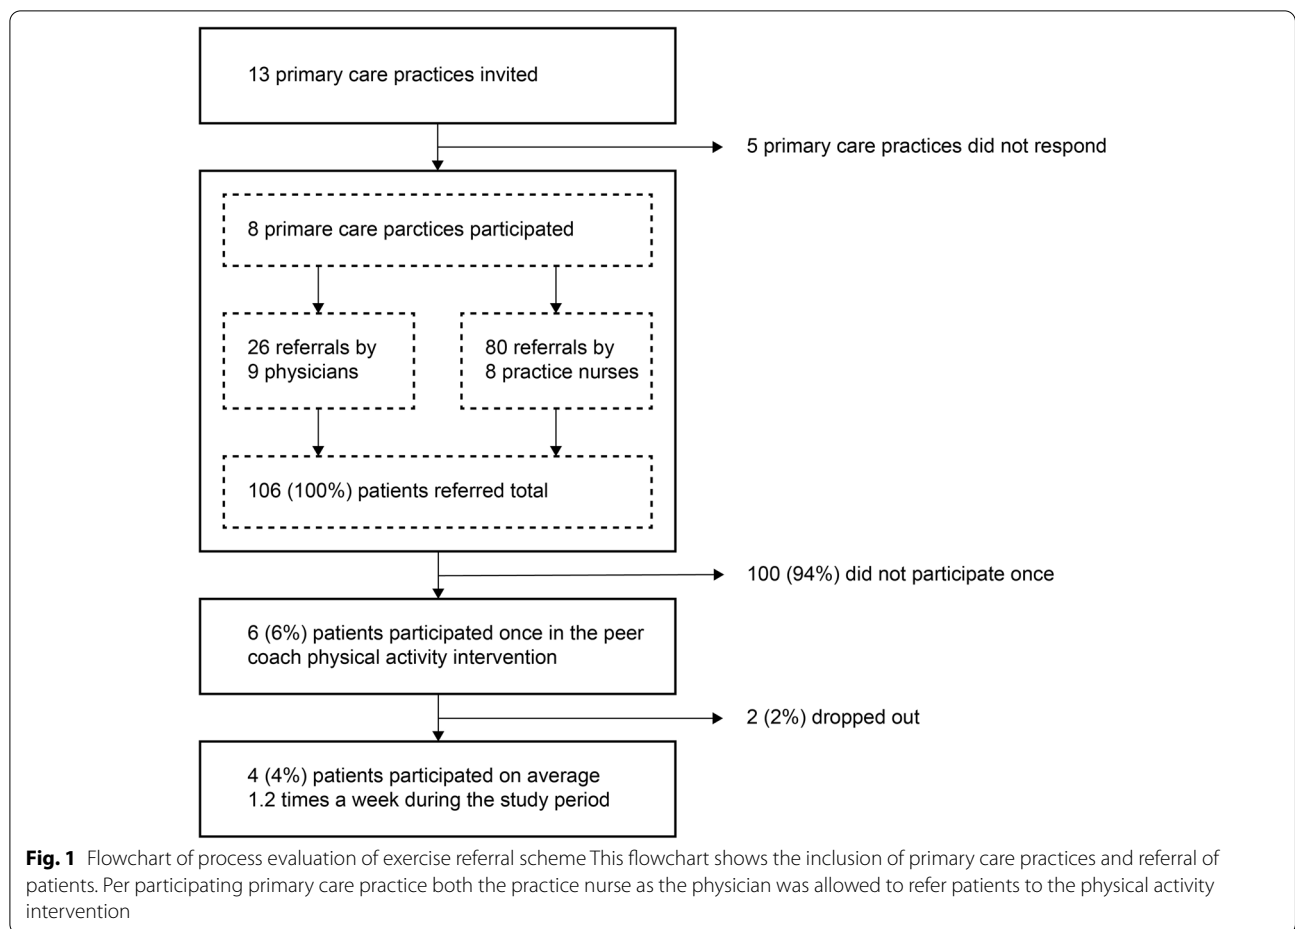 13 primary care practices invited
5 primary care practices did not respond
8 primare care parctices participated
26 referrals by
9 physicians
80 referrals by
8 practice nurses
106 (100%) patients referred total
100 (94%) did not participate once
6 (6%) patients participated once in the peer
coach physical activity intervention
2 (2%) dropped out
4 (4%) patients participated on average
1.2 times a week during the study period
Fig. 1 Flowchart of process evaluation of exercise referral scheme This flowchart shows the inclusion of primary care practices and referral of
patients. Per participating primary care practice both the practice nurse as the physician was allowed to refer patients to the physical activity
intervention